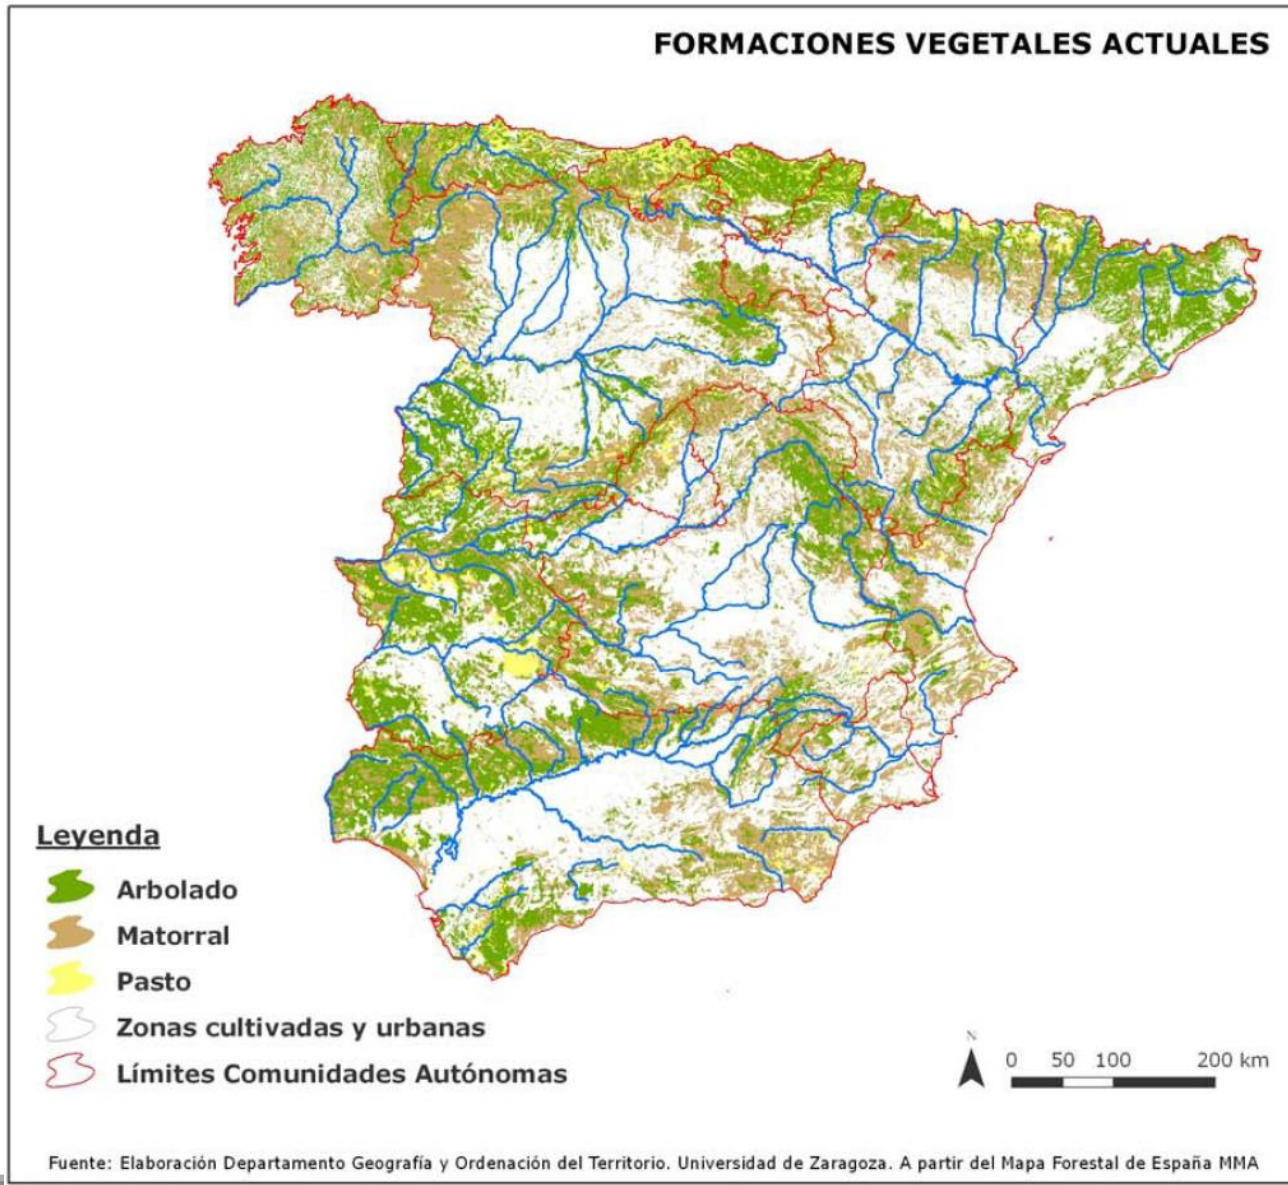 FORMACIONES VEGETALES ACTUALES
Leyenda
Arbolado
Matorral
Pasto
Zonas cultivadas y urbanas
Límites Comunidades Autónomas
N
0 50 100 200 km
Fuente: Elaboración Departamento Geografía y Ordenación del Territorio. Universidad de Zaragoza. A partir del Mapa Forestal de España MMA